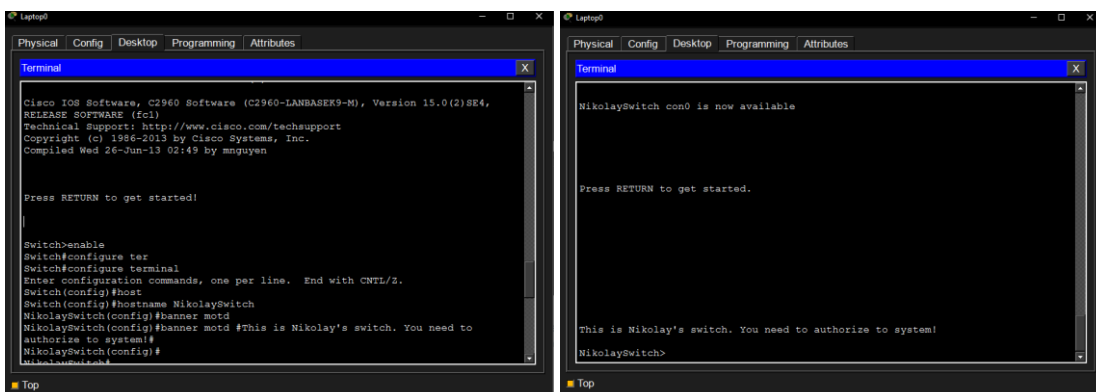 Laptop0
Physical Config Desktop Programming Attributes
Terminal X
Cisco IOS Software, C2960 Software (C2960-LANBASEK9-M), Version 15.0(2)SE4,
RELEASE SOFTWARE (fc1)
Technical Support: http://www.cisco.com/techsupport
Copyright (c) 1986-2013 by Cisco Systems, Inc.
Compiled Wed 26-Jun-13 02:49 by mnguyen
Press RETURN to get started!
Switch>enable
Switch#configure ter
Switch#configure terminal
Enter configuration commands, one per line. End with CNTL/Z.
Switch(config)#host
Switch(config)#hostname NikolaySwitch
NikolaySwitch(config)#banner motd
NikolaySwitch(config)#banner motd #This is Nikolay's switch. You need to
authorize to system!#
NikolaySwitch(config)#
NikolaySwitch#
Top
Laptop0
Physical Config Desktop Programming Attributes
Terminal X
NikolaySwitch con0 is now available
Press RETURN to get started.
This is Nikolay's switch. You need to authorize to system!
NikolaySwitch>
Top